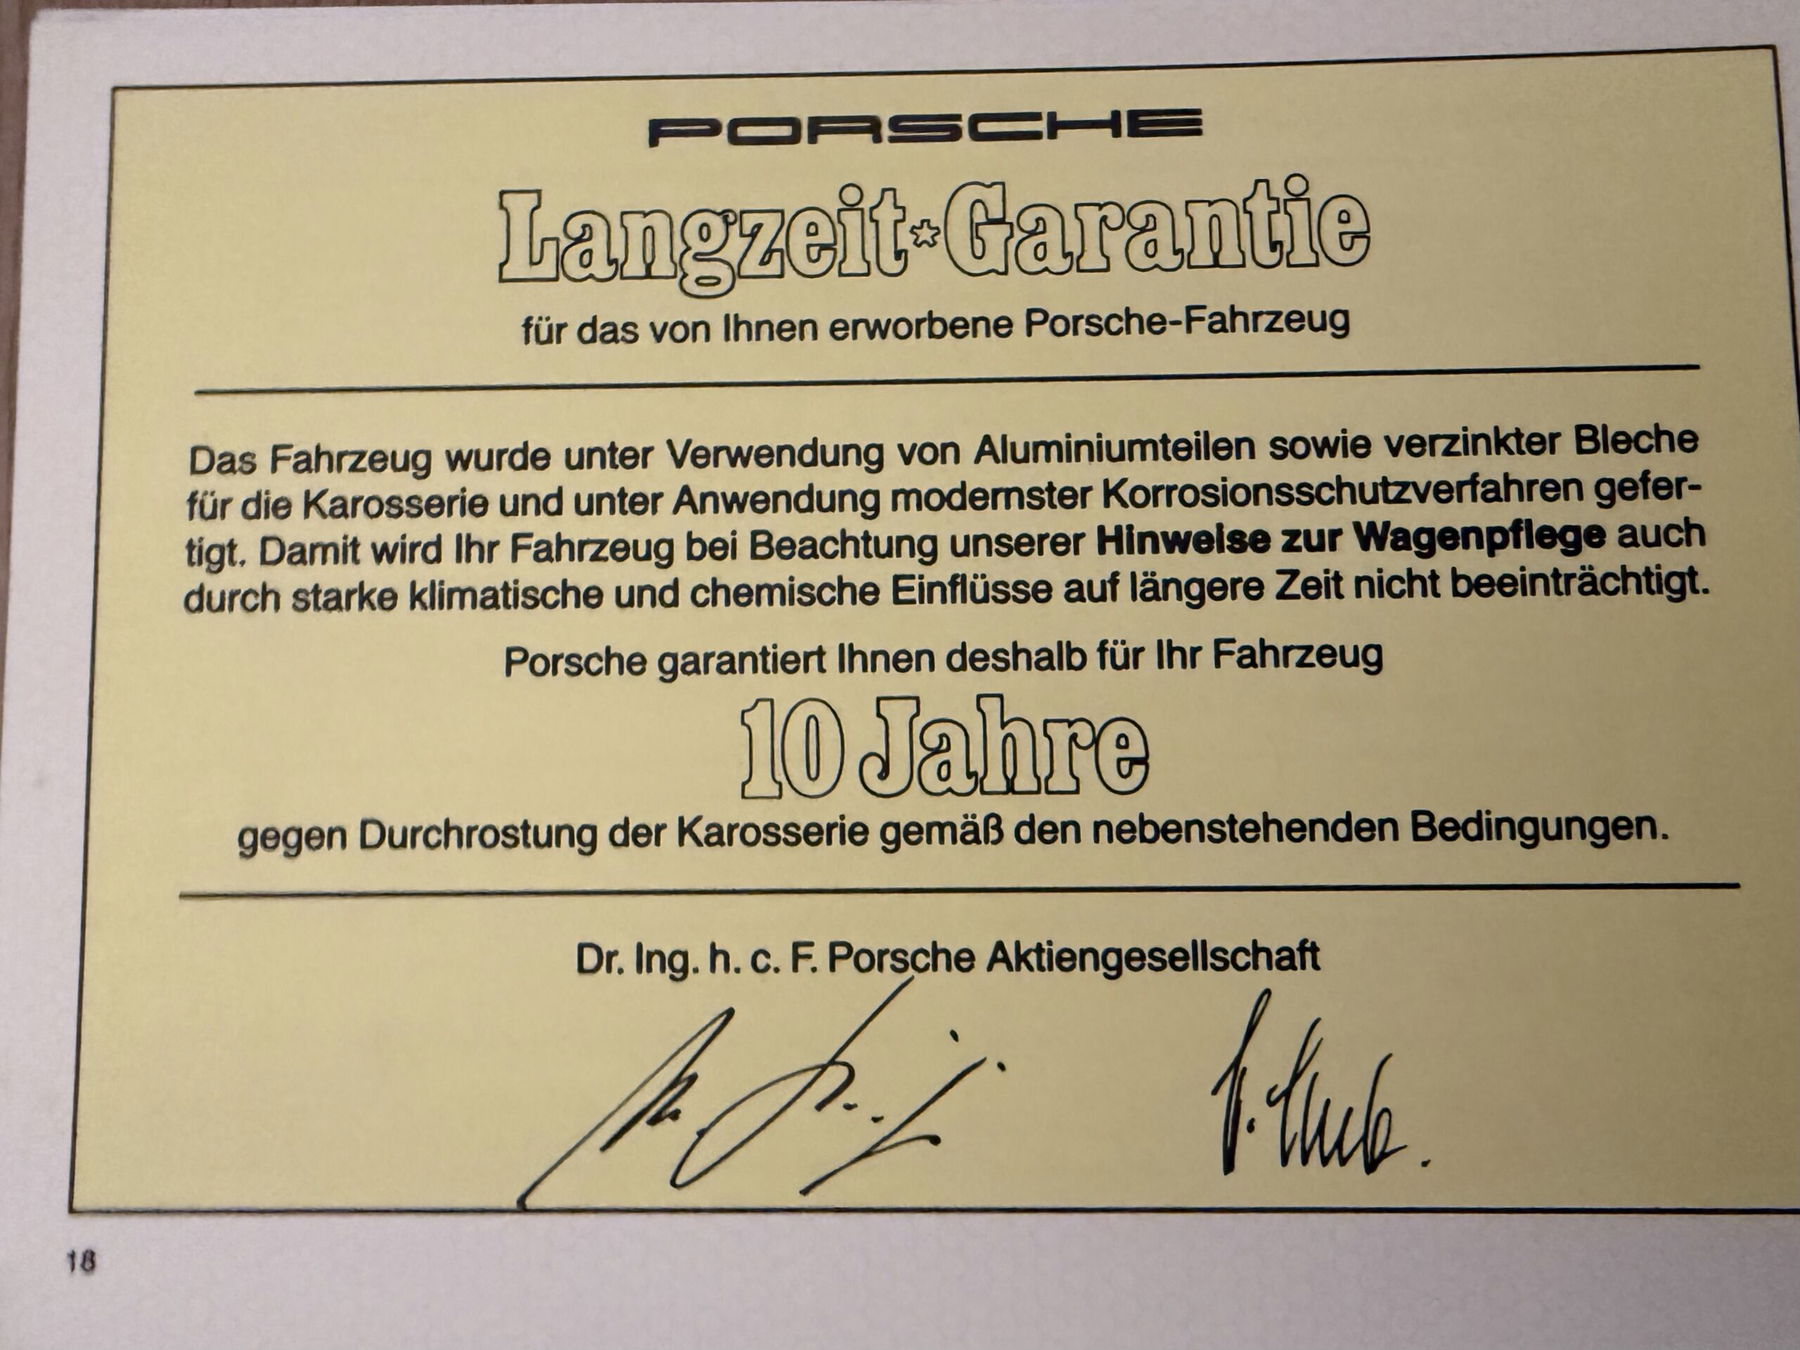 PORSCHE
Langzeit*Garantie
für das von Ihnen erworbene Porsche-Fahrzeug
Das Fahrzeug wurde unter Verwendung von Aluminiumteilen sowie verzinkter Bleche
für die Karosserie und unter Anwendung modernster Korrosionsschutzverfahren gefer-
tigt. Damit wird Ihr Fahrzeug bei Beachtung unserer Hinweise zur Wagenpflege auch
durch starke klimatische und chemische Einflüsse auf längere Zeit nicht beeinträchtigt.
Porsche garantiert Ihnen deshalb für Ihr Fahrzeug
10 Jahre
gegen Durchrostung der Karosserie gemäß den nebenstehenden Bedingungen.
Dr. Ing. h. c. F. Porsche Aktiengesellschaft
18